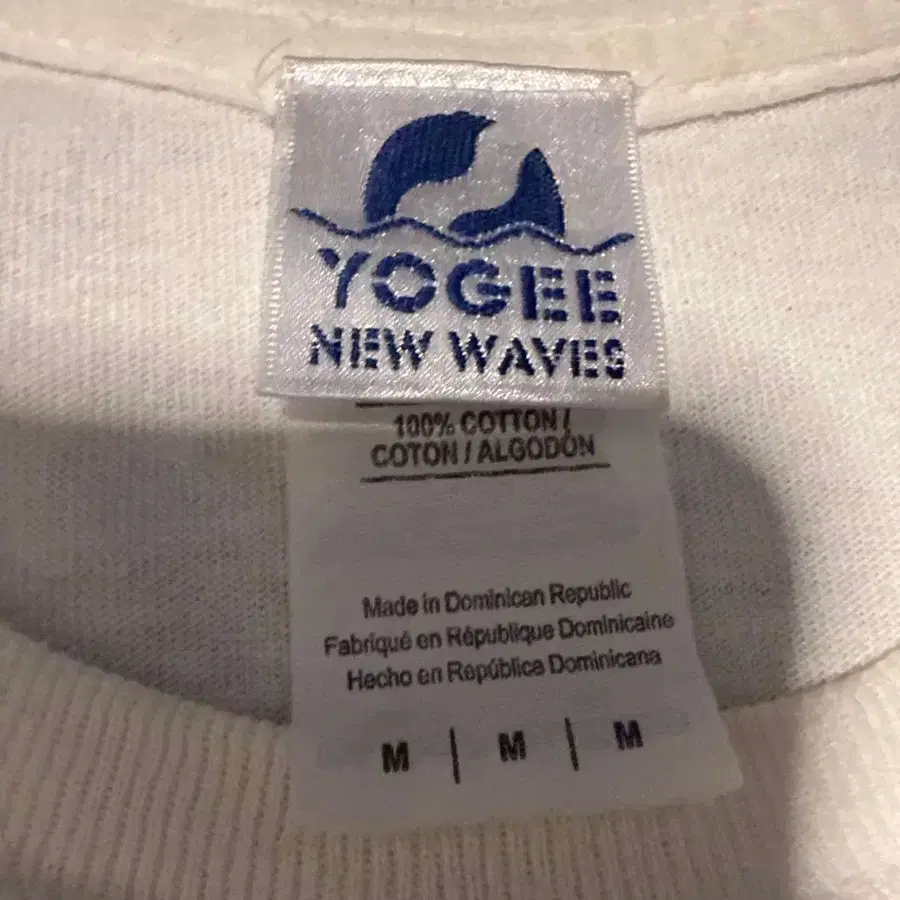 YOGEE
NEW WAVES
100% COTTON /
COTON / ALGODÓN
Made in Dominican Republic
Fabriqué en République Dominicaine
Hecho en República Dominicana
M | M | M